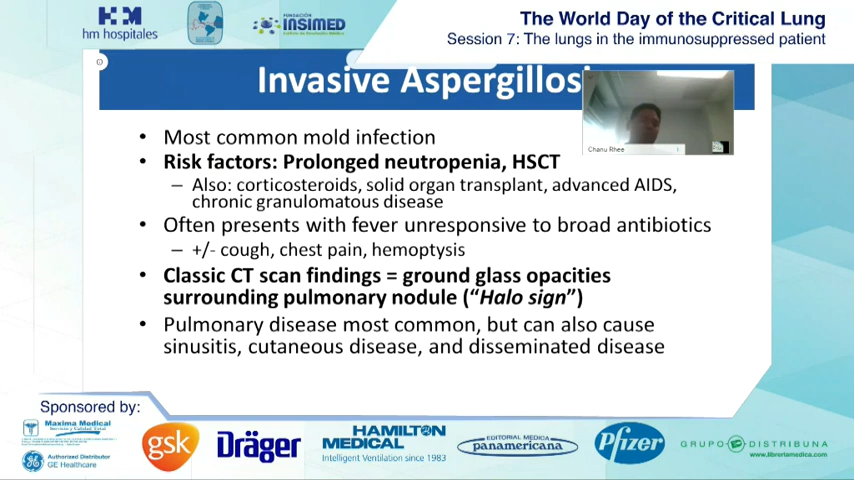 hm hospitales
FUNDACIÓN
INSIMED
The World Day of the Critical Lung
Session 7: The lungs in the immunosuppressed patient
Invasive Aspergillosi
Chanu Rhee
• Most common mold infection
• Risk factors: Prolonged neutropenia, HSCT
– Also: corticosteroids, solid organ transplant, advanced AIDS,
chronic granulomatous disease
• Often presents with fever unresponsive to broad antibiotics
– +/- cough, chest pain, hemoptysis
• Classic CT scan findings = ground glass opacities
surrounding pulmonary nodule (“Halo sign”)
• Pulmonary disease most common, but can also cause
sinusitis, cutaneous disease, and disseminated disease
Sponsored by:
Maxima Medical
Authorized Distributor
GE Healthcare
gsk
Dräger
HAMILTON
MEDICAL
Intelligent Ventilation since 1983
EDITORIAL MEDICA
panamericana
Pfizer
GRUPO DISTRIBUNA
www.libreriamedica.com